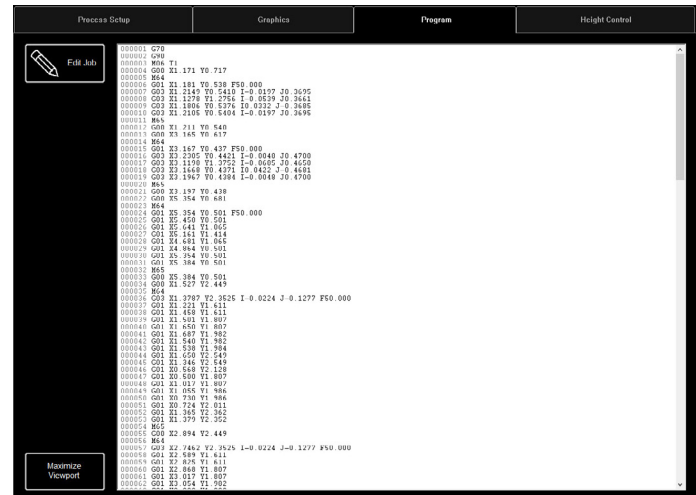 Process Setup
Graphics
Program
Height Control
Edit Job
000001 G70
000002 G90
000003 M06 T1
000004 G00 X1.171 Y0.717
000005 M64
000006 G01 X1.181 Y0.538 F50.000
000007 G03 X1.2149 Y0.5410 I-0.0197 J0.3695
000008 G03 X1.1278 Y1.2756 I-0.0539 J0.3661
000009 G03 X1.1806 Y0.5376 I0.0332 J-0.3685
000010 G03 X1.2105 Y0.5404 I-0.0197 J0.3695
000011 M65
000012 G00 X1.211 Y0.540
000013 G00 X3.165 Y0.617
000014 M64
000015 G01 X3.167 Y0.437 F50.000
000016 G03 X3.2305 Y0.4421 I-0.0040 J0.4700
000017 G03 X3.1190 Y1.3752 I-0.0605 J0.4650
000018 G03 X3.1668 Y0.4371 I0.0422 J-0.4681
000019 G03 X3.1967 Y0.4384 I-0.0048 J0.4700
000020 M65
000021 G00 X3.197 Y0.438
000022 G00 X5.354 Y0.681
000023 M64
000024 G01 X5.354 Y0.501 F50.000
000025 G01 X5.450 Y0.501
000026 G01 X5.641 Y1.065
000027 G01 X5.161 Y1.414
000028 G01 X4.681 Y1.065
000029 G01 X4.864 Y0.501
000030 G01 X5.354 Y0.501
000031 G01 X5.384 Y0.501
000032 M65
000033 G00 X5.384 Y0.501
000034 G00 X1.527 Y2.449
000035 M64
000036 G03 X1.3787 Y2.3525 I-0.0224 J-0.1277 F50.000
000037 G01 X1.221 Y1.611
000038 G01 X1.458 Y1.611
000039 G01 X1.501 Y1.807
000040 G01 X1.650 Y1.807
000041 G01 X1.687 Y1.982
000042 G01 X1.540 Y1.982
000043 G01 X1.538 Y1.984
000044 G01 X1.650 Y2.549
000045 G01 X1.346 Y2.549
000046 G01 X0.568 Y2.128
000047 G01 X0.500 Y1.807
000048 G01 X1.017 Y1.807
000049 G01 X1.055 Y1.986
000050 G01 X0.730 Y1.986
000051 G01 X0.724 Y2.011
000052 G01 X1.365 Y2.362
000053 G01 X1.379 Y2.352
000054 M65
000055 G00 X2.894 Y2.449
000056 M64
000057 G03 X2.7462 Y2.3525 I-0.0224 J-0.1277 F50.000
000058 G01 X2.589 Y1.611
000059 G01 X2.825 Y1.611
000060 G01 X2.868 Y1.807
000061 G01 X3.017 Y1.807
000062 G01 X3.054 Y1.982
Maximize
Viewport